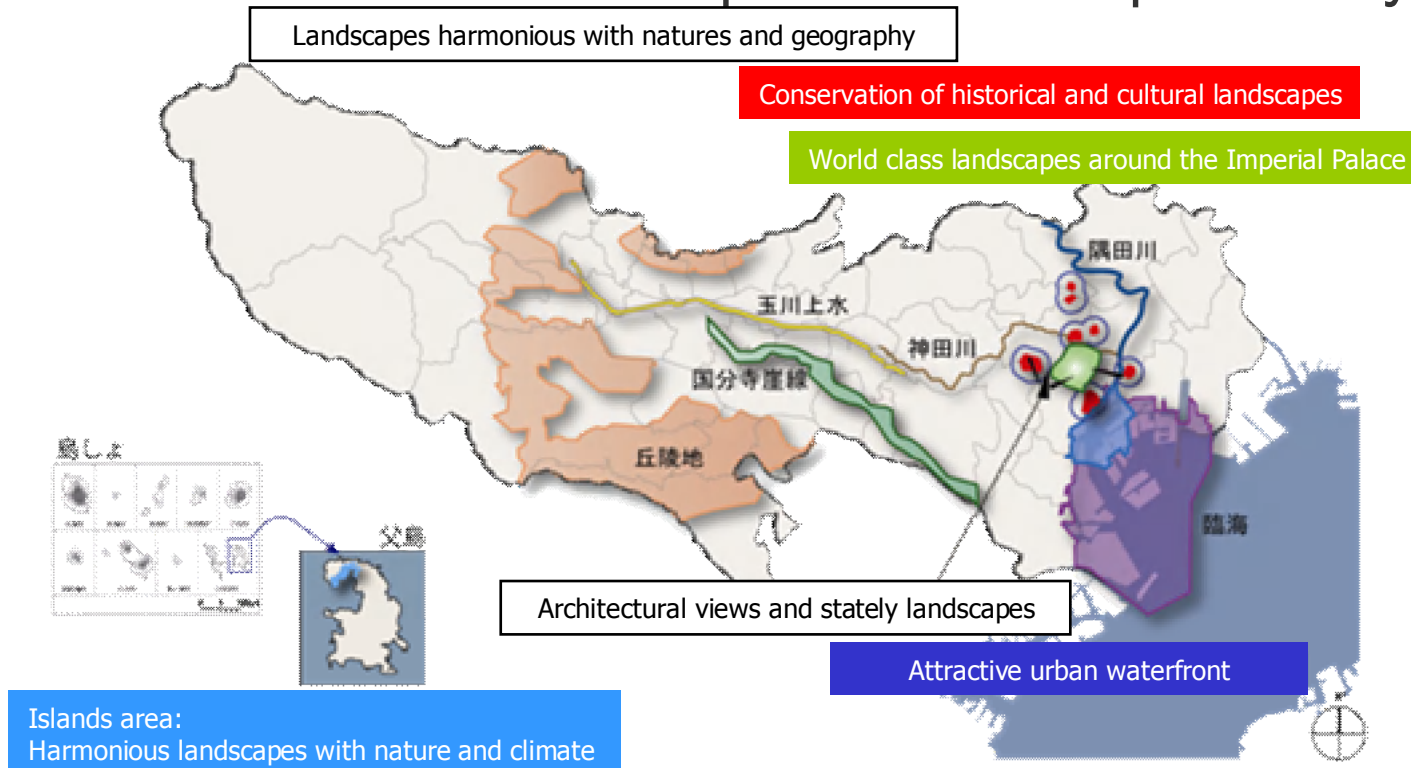 Landscapes harmonious with natures and geography
Conservation of historical and cultural landscapes
World class landscapes around the Imperial Palace
隅田川
玉川上水
神田川
国分寺崖線
丘陵地
島しょ
父島
臨海
Architectural views and stately landscapes
Attractive urban waterfront
Islands area:
Harmonious landscapes with nature and climate